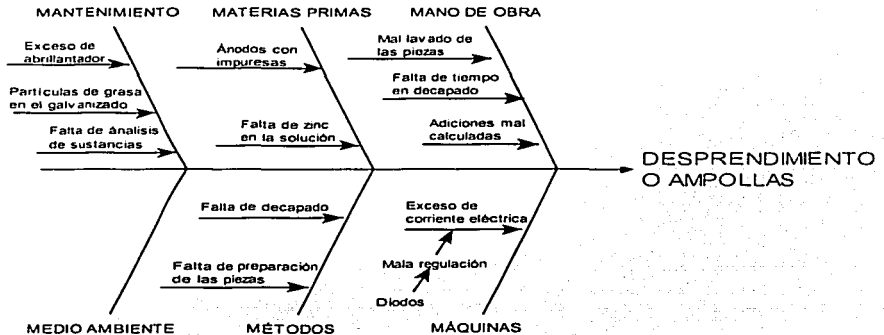 MANTENIMIENTO
MATERIAS PRIMAS
MANO DE OBRA
Exceso de
abrillantador
Partículas de grasa
en el galvanizado
Falta de ánalisis
de sustancias
Ánodos con
impuresas
Falta de zinc
en la solución
Mal lavado de
las piezas
Falta de tiempo
en decapado
Adiciones mal
calculadas
DESPRENDIMIENTO
O AMPOLLAS
Falta de decapado
Falta de preparación
de las piezas
Exceso de
corriente eléctrica
Mala regulación
Diodos
MEDIO AMBIENTE
MÉTODOS
MÁQUINAS